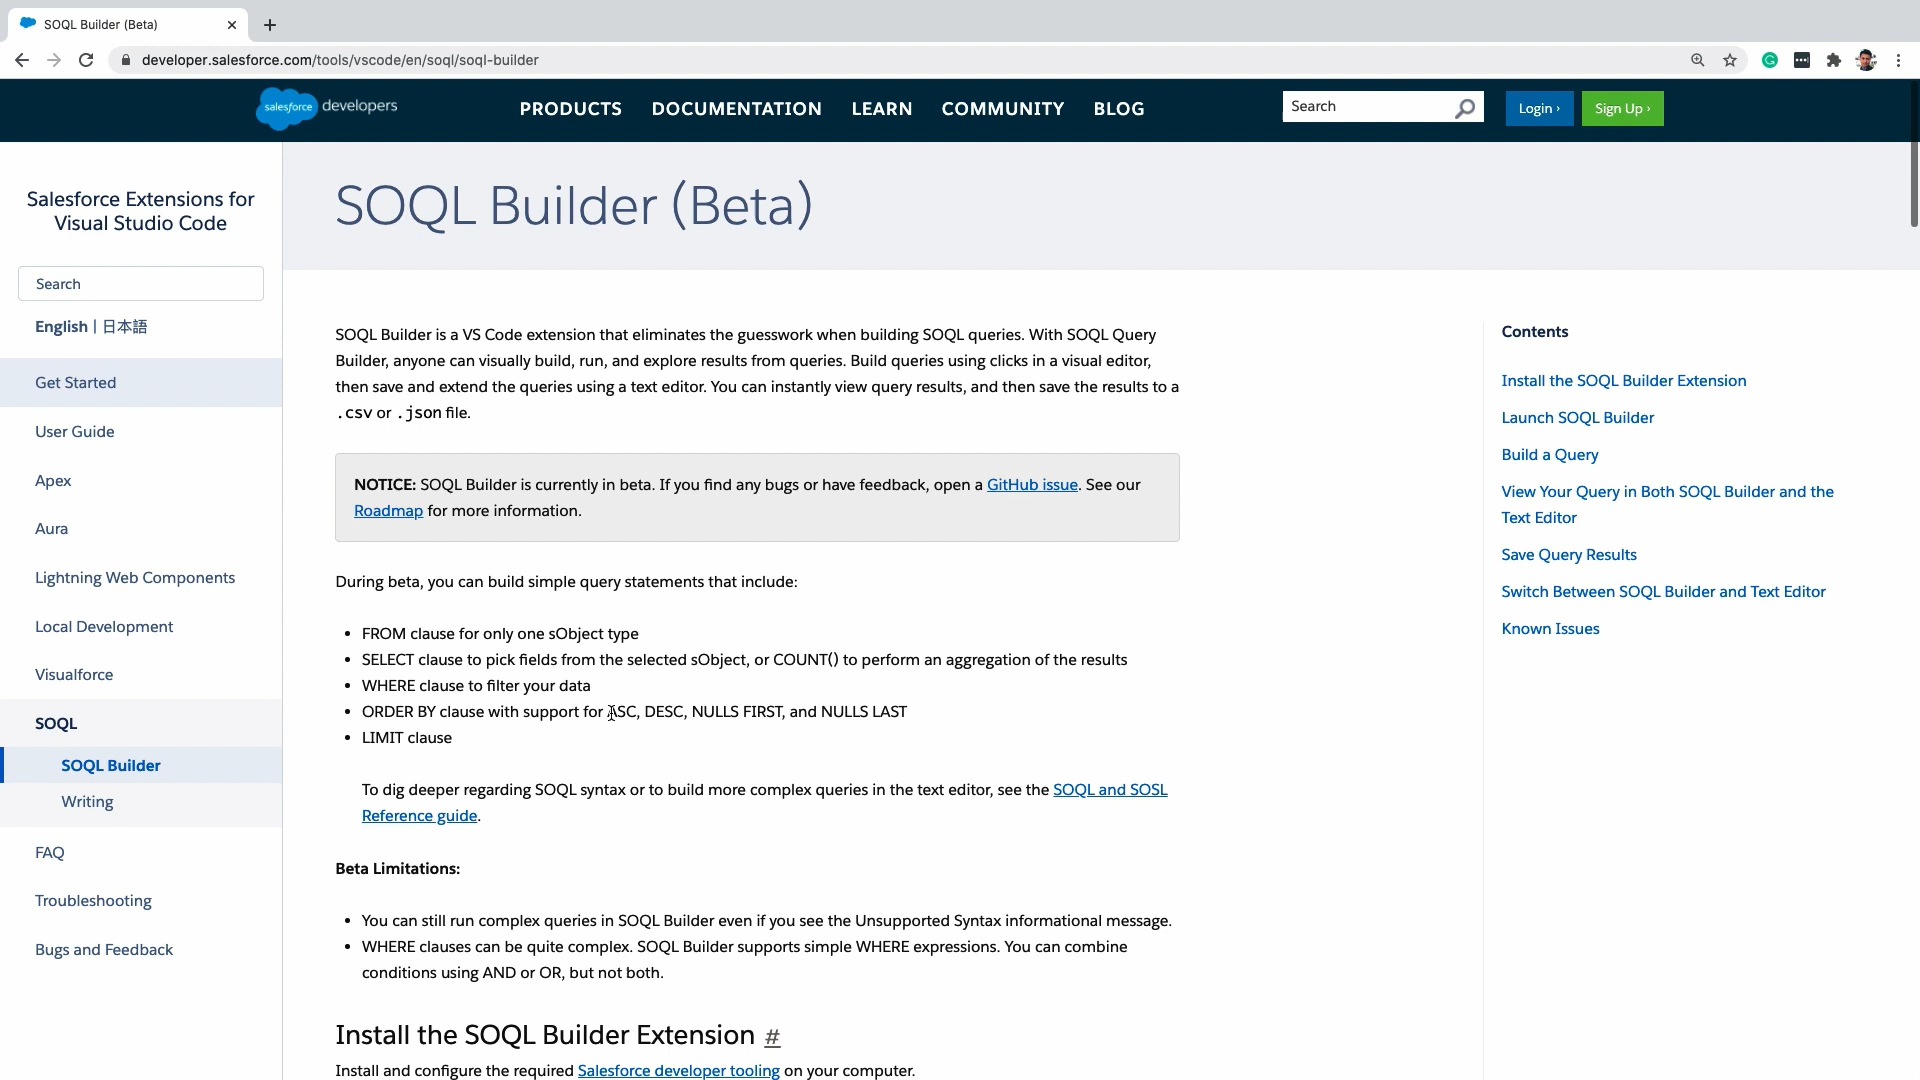 SOQL Builder (Beta)
developer.salesforce.com/tools/vscode/en/soql/soql-builder
salesforce developers
PRODUCTS DOCUMENTATION LEARN COMMUNITY BLOG
Search
Login ›
Sign Up ›
Salesforce Extensions for
Visual Studio Code
Search
English | 日本語
Get Started
User Guide
Apex
Aura
Lightning Web Components
Local Development
Visualforce
SOQL
SOQL Builder
Writing
FAQ
Troubleshooting
Bugs and Feedback
SOQL Builder (Beta)
SOQL Builder is a VS Code extension that eliminates the guesswork when building SOQL queries. With SOQL Query
Builder, anyone can visually build, run, and explore results from queries. Build queries using clicks in a visual editor,
then save and extend the queries using a text editor. You can instantly view query results, and then save the results to a
.csv or .json file.
NOTICE: SOQL Builder is currently in beta. If you find any bugs or have feedback, open a GitHub issue. See our
Roadmap for more information.
During beta, you can build simple query statements that include:
• FROM clause for only one sObject type
• SELECT clause to pick fields from the selected sObject, or COUNT() to perform an aggregation of the results
• WHERE clause to filter your data
• ORDER BY clause with support for ASC, DESC, NULLS FIRST, and NULLS LAST
• LIMIT clause
To dig deeper regarding SOQL syntax or to build more complex queries in the text editor, see the SOQL and SOSL
Reference guide.
Beta Limitations:
• You can still run complex queries in SOQL Builder even if you see the Unsupported Syntax informational message.
• WHERE clauses can be quite complex. SOQL Builder supports simple WHERE expressions. You can combine
conditions using AND or OR, but not both.
Install the SOQL Builder Extension #
Install and configure the required Salesforce developer tooling on your computer.
Contents
Install the SOQL Builder Extension
Launch SOQL Builder
Build a Query
View Your Query in Both SOQL Builder and the
Text Editor
Save Query Results
Switch Between SOQL Builder and Text Editor
Known Issues